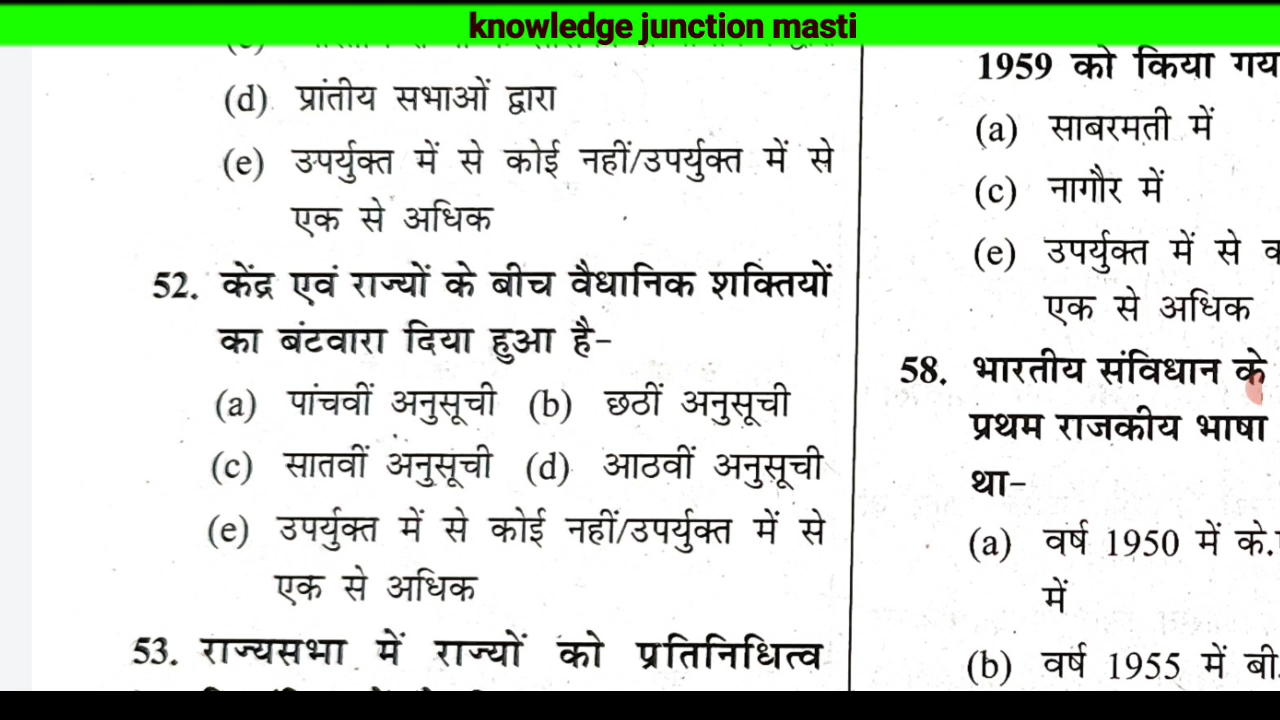 knowledge junction masti
(d) प्रांतीय सभाओं द्वारा
(e) उपर्युक्त में से कोई नहीं/उपर्युक्त में से
एक से अधिक
52. केंद्र एवं राज्यों के बीच वैधानिक शक्तियों
का बंटवारा दिया हुआ है-
(a) पांचवीं अनुसूची (b) छठीं अनुसूची
(c) सातवीं अनुसूची (d) आठवीं अनुसूची
(e) उपर्युक्त में से कोई नहीं/उपर्युक्त में से
एक से अधिक
53. राज्यसभा में राज्यों को प्रतिनिधित्व
1959 को किया गय
(a) साबरमती में
(c) नागौर में
(e) उपर्युक्त में से
एक से अधिक
58. भारतीय संविधान के
प्रथम राजकीय भाषा
था-
(a) वर्ष 1950 में के.
में
(b) वर्ष 1955 में बी.